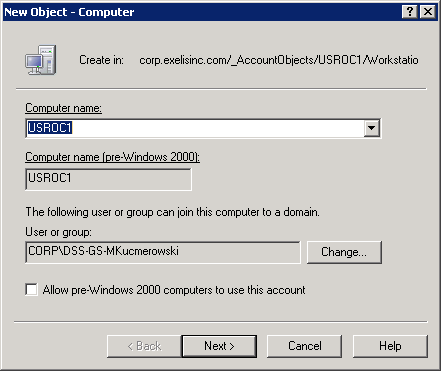 New Object - Computer
Create in: corp.exelisinc.com/_AccountObjects/USROC1/Workstatio
Computer name:
USROC1
Computer name (pre-Windows 2000):
USROC1
The following user or group can join this computer to a domain.
User or group:
CORP\DSS-GS-MKucmerowski
Change...
Allow pre-Windows 2000 computers to use this account
< Back
Next >
Cancel
Help